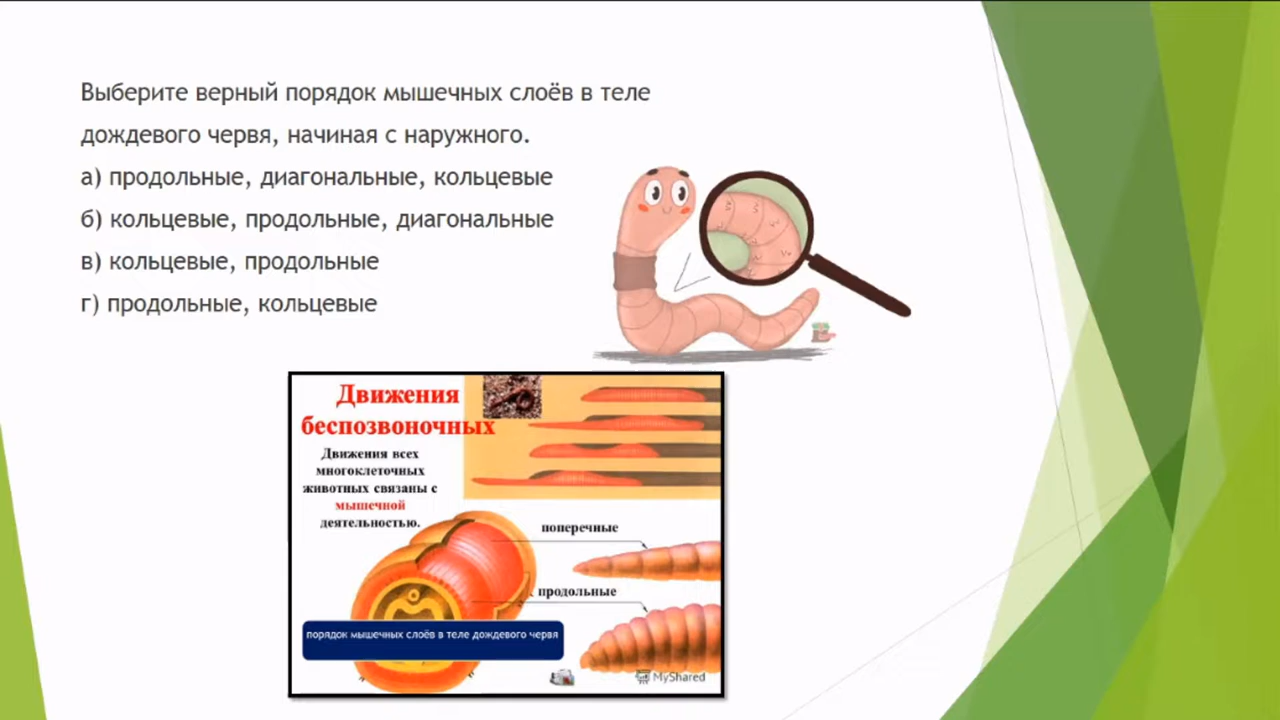 Выберите верный порядок мышечных слоёв в теле
дождевого червя, начиная с наружного.
а) продольные, диагональные, кольцевые
б) кольцевые, продольные, диагональные
в) кольцевые, продольные
г) продольные, кольцевые
Движения
беспозвоночных
Движения всех
многоклеточных
животных связаны с
мышечной
деятельностью.
поперечные
продольные
порядок мышечных слоёв в теле дождевого червя
MyShared